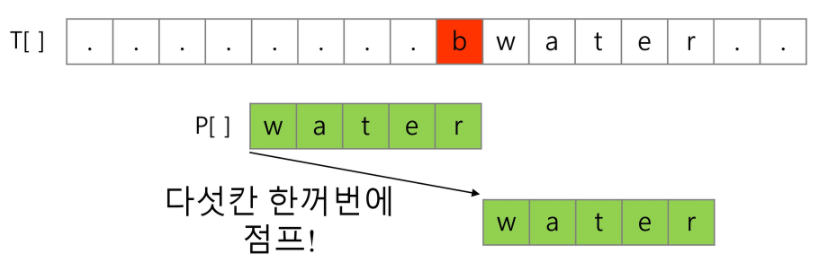 T[ ] . . . . . . . . b w a t e r . .
P[ ] w a t e r
다섯칸 한꺼번에
점프!
w a t e r